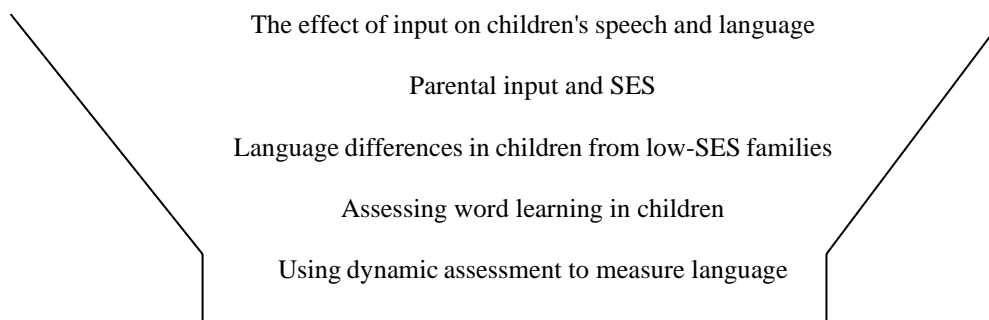 The effect of input on children's speech and language
Parental input and SES
Language differences in children from low-SES families
Assessing word learning in children
Using dynamic assessment to measure language